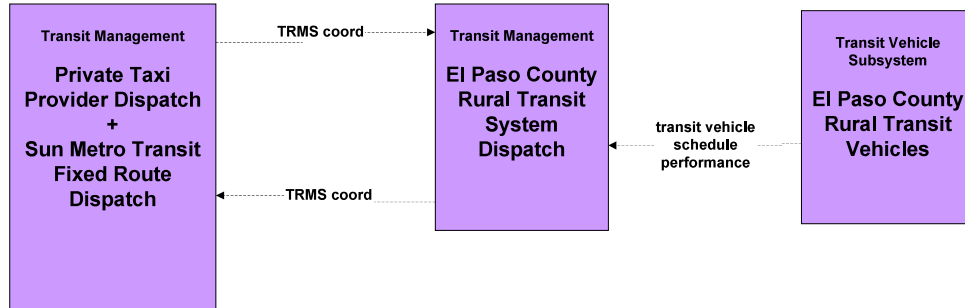 Transit Management
Private Taxi
Provider Dispatch
+
Sun Metro Transit
Fixed Route
Dispatch
TRMS coord
TRMS coord
Transit Management
El Paso County
Rural Transit
System
Dispatch
transit vehicle
schedule
performance
Transit Vehicle
Subsystem
El Paso County
Rural Transit
Vehicles